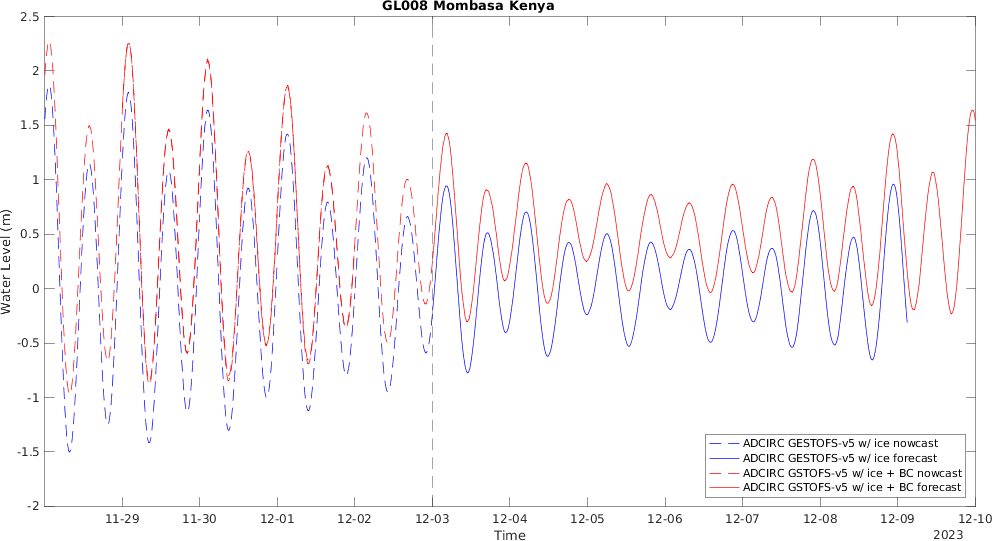 GL008 Mombasa Kenya
2.5
2
1.5
1
0.5
0
-0.5
-1
-1.5
-2
Water Level (m)
ADCIRC GESTOFS-v5 w/ ice nowcast
ADCIRC GESTOFS-v5 w/ ice forecast
ADCIRC GSTOFS-v5 w/ ice + BC nowcast
ADCIRC GSTOFS-v5 w/ ice + BC forecast
11-29 11-30 12-01 12-02 12-03 12-04 12-05 12-06 12-07 12-08 12-09 12-10
Time
2023